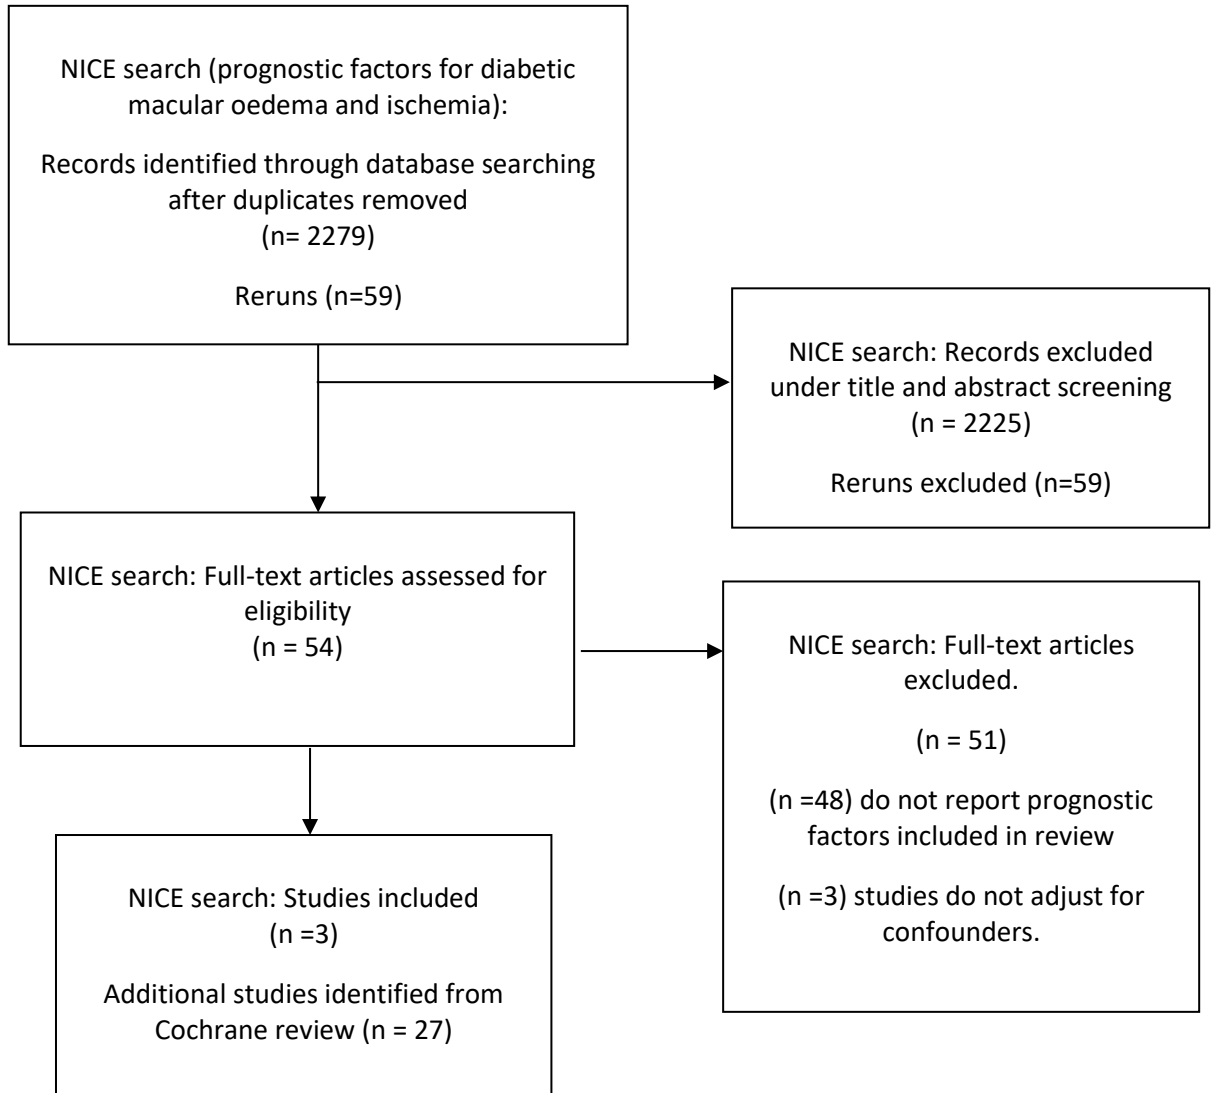 NICE search (prognostic factors for diabetic
macular oedema and ischemia):
Records identified through database searching
after duplicates removed
(n= 2279)
Reruns (n=59)
NICE search: Records excluded
under title and abstract screening
(n = 2225)
Reruns excluded (n=59)
NICE search: Full-text articles assessed for
eligibility
(n = 54)
NICE search: Full-text articles
excluded.
(n = 51)
(n =48) do not report prognostic
factors included in review
(n =3) studies do not adjust for
confounders.
NICE search: Studies included
(n =3)
Additional studies identified from
Cochrane review (n = 27)